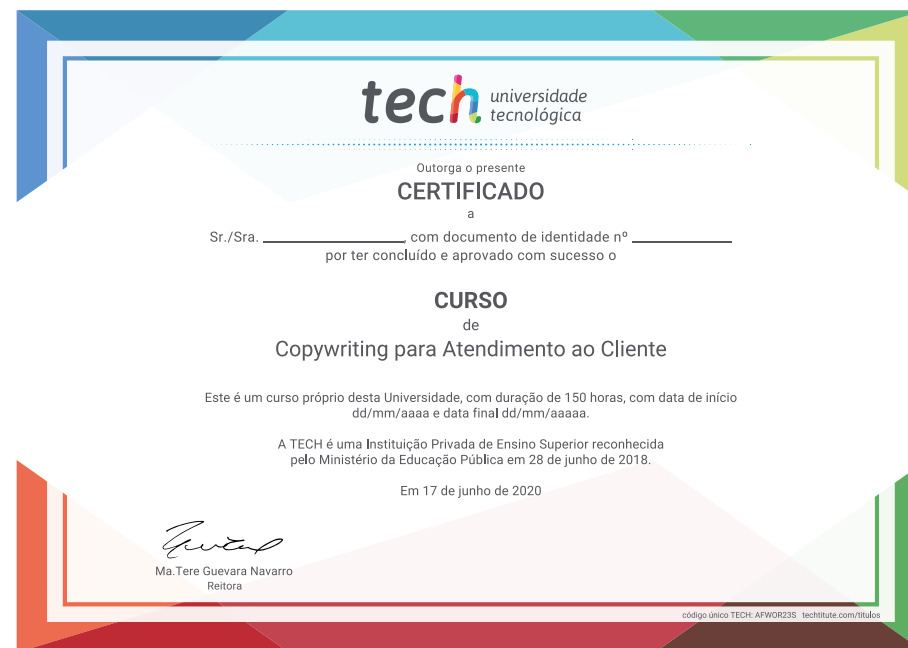 tech universidade
tecnológica
Outorga o presente
CERTIFICADO
a
Sr./Sra. ________________, com documento de identidade nº ____________
por ter concluído e aprovado com sucesso o
CURSO
de
Copywriting para Atendimento ao Cliente
Este é um curso próprio desta Universidade, com duração de 150 horas, com data de início
dd/mm/aaaa e data final dd/mm/aaaaa.
A TECH é uma Instituição Privada de Ensino Superior reconhecida
pelo Ministério da Educação Pública em 28 de junho de 2018.
Em 17 de junho de 2020
Ma.Tere Guevara Navarro
Reitora
código único TECH: AFWOR23S techtitute.com/titulos